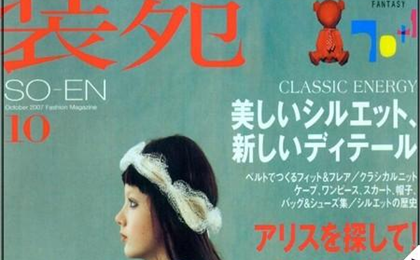 装苑
FANTASY
SO-EN
October 2007 Fashion Magazine
10
CLASSIC ENERGY
美しいシルエット、
新しいディテール
ベルトでつくるフィット&フレア/クラシカルニット
ケープ、ワンピース、スカート、帽子、
バッグ&シューズ集/シルエットの歴史
アリスを探して!